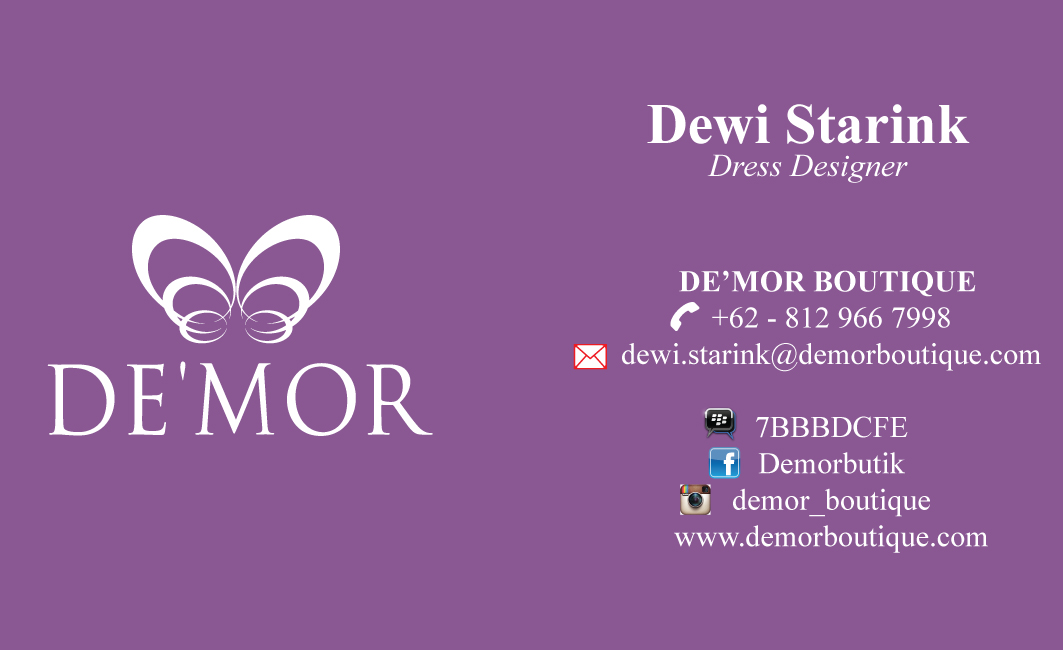 DE'MOR
Dewi Starink
Dress Designer
DE’MOR BOUTIQUE
+62 - 812 966 7998
dewi.starink@demorboutique.com
7BBBDCFE
Demorbutik
demor_boutique
www.demorboutique.com